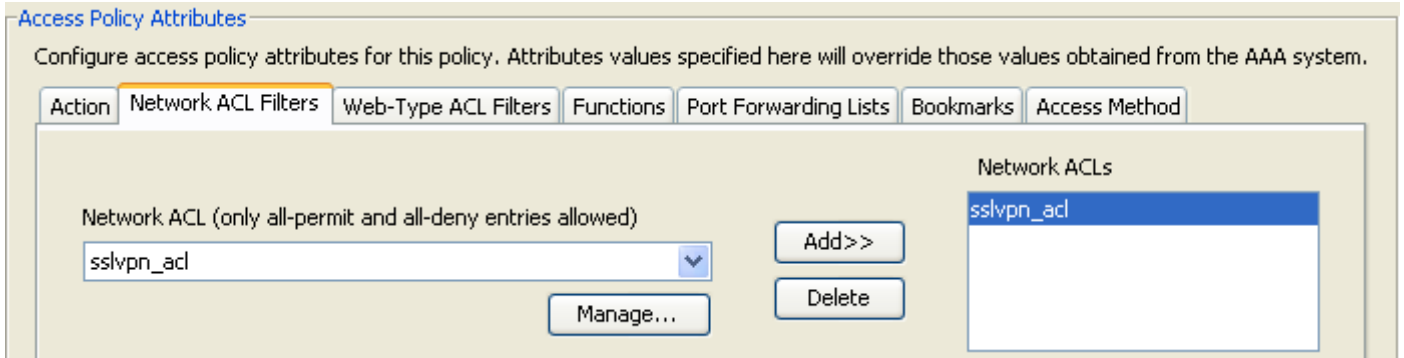 Access Policy Attributes
Configure access policy attributes for this policy. Attributes values specified here will override those values obtained from the AAA system.
Action Network ACL Filters Web-Type ACL Filters Functions Port Forwarding Lists Bookmarks Access Method
Network ACLs
Network ACL (only all-permit and all-deny entries allowed)
sslvpn_acl
Manage...
Add>>
Delete
sslvpn_acl